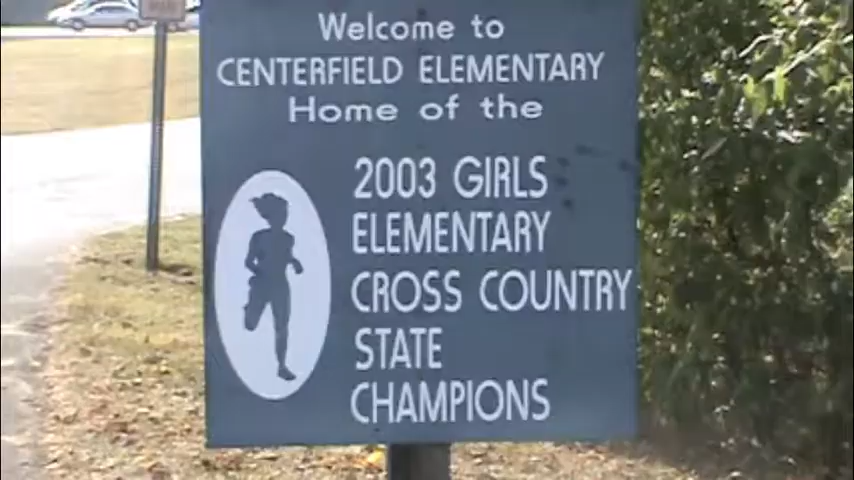 Welcome to
CENTERFIELD ELEMENTARY
Home of the
2003 GIRLS
ELEMENTARY
CROSS COUNTRY
STATE
CHAMPIONS